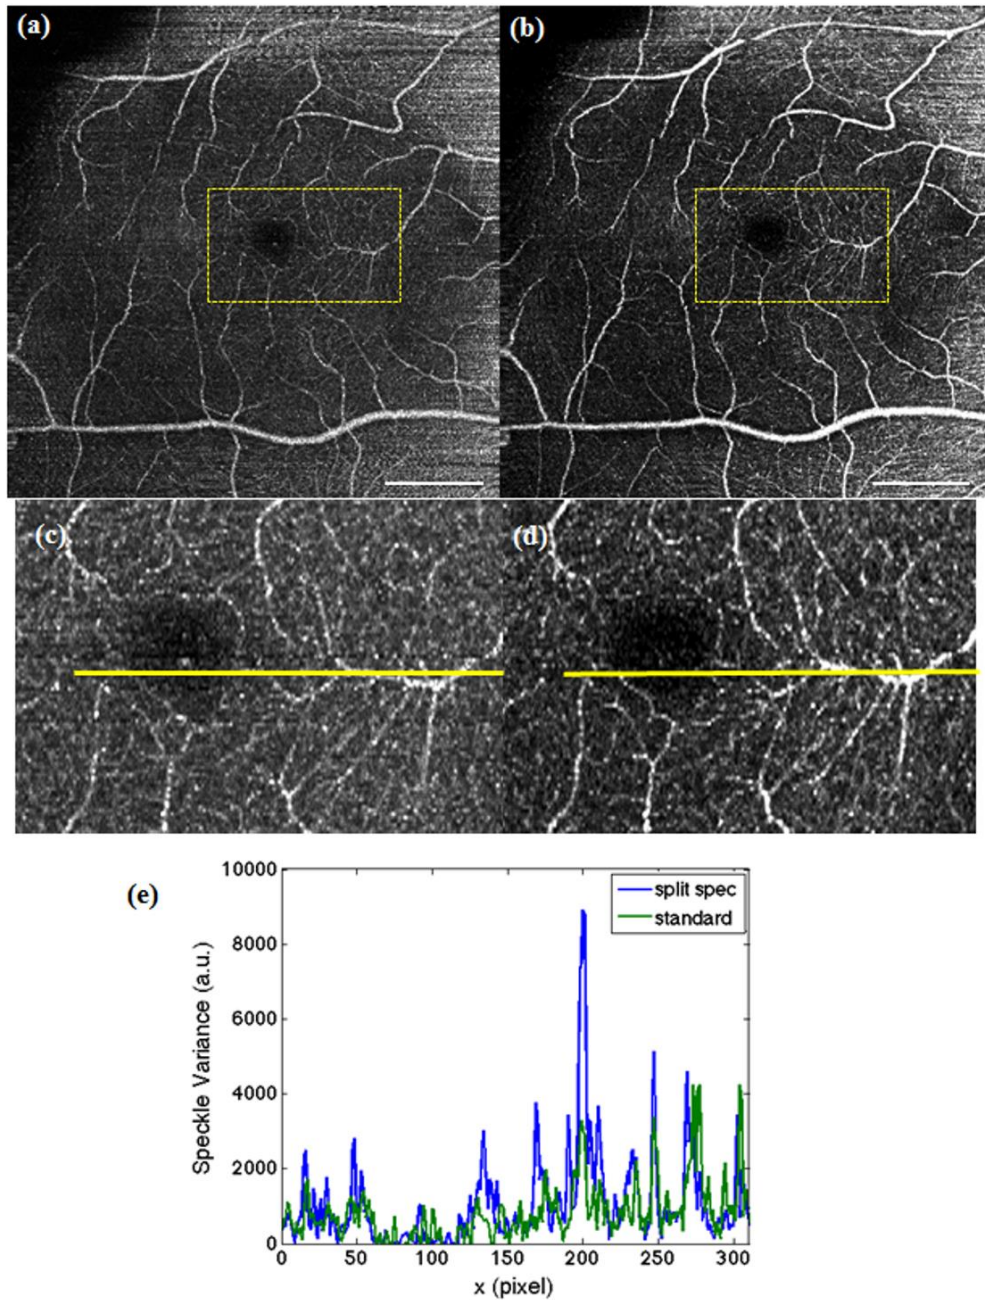 (a)
(b)
(c)
(d)
(e)
10000
8000
6000
4000
2000
0
Speckle Variance (a.u.)
split spec
standard
0 50 100 150 200 250 300
x (pixel)